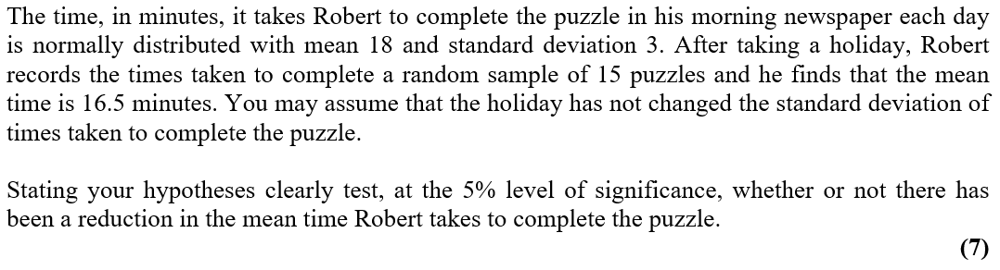 The time, in minutes, it takes Robert to complete the puzzle in his morning newspaper each day
is normally distributed with mean 18 and standard deviation 3. After taking a holiday, Robert
records the times taken to complete a random sample of 15 puzzles and he finds that the mean
time is 16.5 minutes. You may assume that the holiday has not changed the standard deviation of
times taken to complete the puzzle.
Stating your hypotheses clearly test, at the 5% level of significance, whether or not there has
been a reduction in the mean time Robert takes to complete the puzzle.
(7)